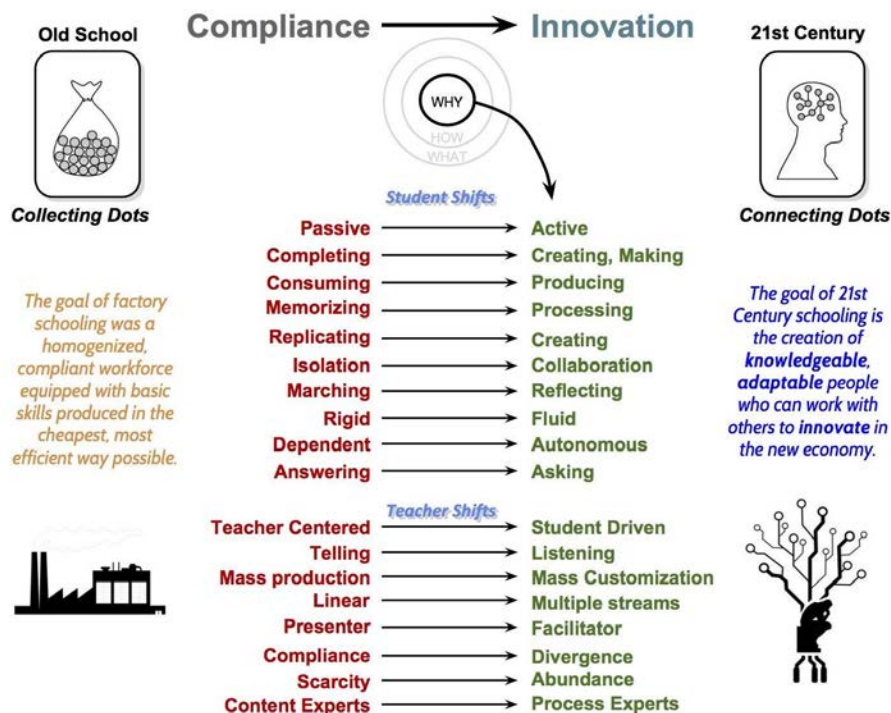 Compliance Innovation
Old School
21st Century
WHY
HOW
WHAT
Collecting Dots
Connecting Dots
Student Shifts
Passive Active
Completing Creating, Making
Consuming Producing
Memorizing Processing
Replicating Creating
Isolation Collaboration
Marching Reflecting
Rigid Fluid
Dependent Autonomous
Answering Asking
The goal of factory
schooling was a
homogenized,
compliant workforce
equipped with basic
skills produced in the
cheapest, most
efficient way possible.
The goal of 21st
Century schooling is
the creation of
knowledgeable,
adaptable people
who can work with
others to innovate in
the new economy.
Teacher Shifts
Teacher Centered Student Driven
Telling Listening
Mass production Mass Customization
Linear Multiple streams
Presenter Facilitator
Compliance Divergence
Scarcity Abundance
Content Experts Process Experts